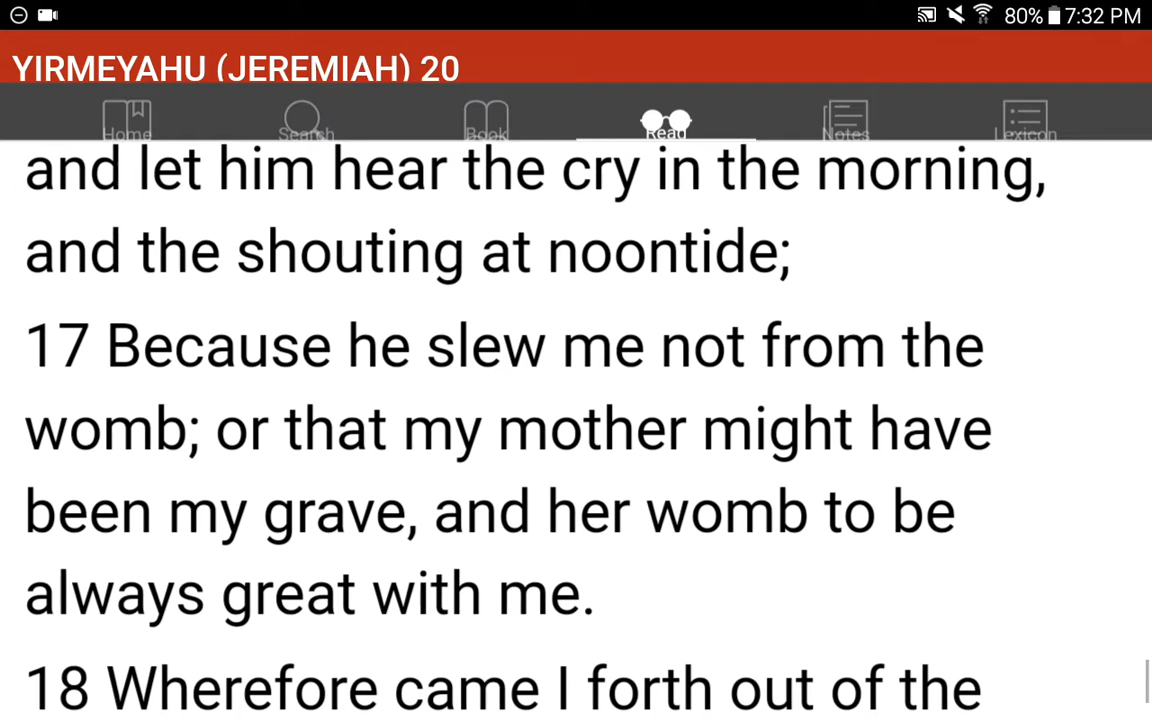 80% 7:32 PM
YIRMEYAHU (JEREMIAH) 20
Home Search Book Read Notes Lexicon
and let him hear the cry in the morning,
and the shouting at noontide;
17 Because he slew me not from the
womb; or that my mother might have
been my grave, and her womb to be
always great with me.
18 Wherefore came I forth out of the